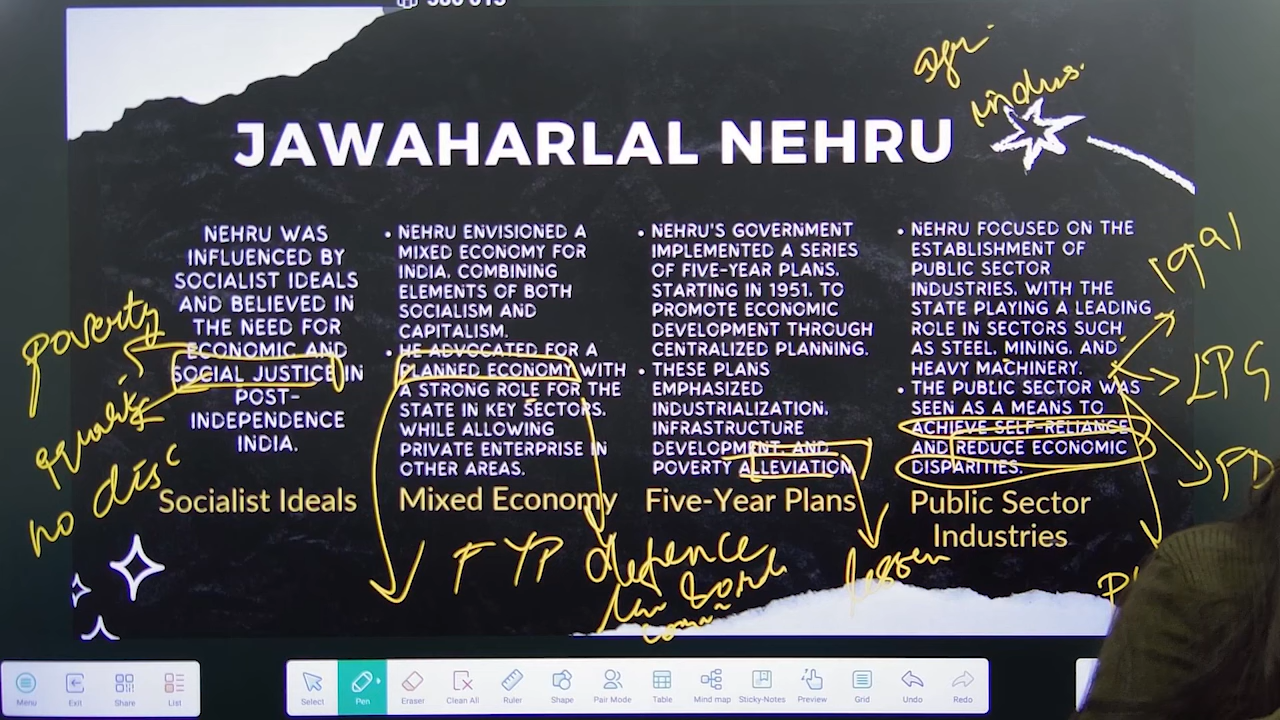 JAWAHARLAL NEHRU
indus.
NEHRU WAS
INFLUENCED BY
SOCIALIST IDEALS
AND BELIEVED IN
THE NEED FOR
ECONOMIC AND
SOCIAL JUSTICE IN
POST-
INDEPENDENCE
INDIA.
Socialist Ideals
poverty
equality
no disc
• NEHRU ENVISIONED A
MIXED ECONOMY FOR
INDIA, COMBINING
ELEMENTS OF BOTH
SOCIALISM AND
CAPITALISM.
• HE ADVOCATED FOR A
PLANNED ECONOMY WITH
A STRONG ROLE FOR THE
STATE IN KEY SECTORS,
WHILE ALLOWING
PRIVATE ENTERPRISE IN
OTHER AREAS.
Mixed Economy
FYP
defence
• NEHRU'S GOVERNMENT
IMPLEMENTED A SERIES
OF FIVE-YEAR PLANS,
STARTING IN 1951, TO
PROMOTE ECONOMIC
DEVELOPMENT THROUGH
CENTRALIZED PLANNING.
• THESE PLANS
EMPHASIZED
INDUSTRIALIZATION,
INFRASTRUCTURE
DEVELOPMENT, AND
POVERTY ALLEVIATION.
Five-Year Plans
lessen
• NEHRU FOCUSED ON THE
ESTABLISHMENT OF
PUBLIC SECTOR
INDUSTRIES, WITH THE
STATE PLAYING A LEADING
ROLE IN SECTORS SUCH
AS STEEL, MINING, AND
HEAVY MACHINERY.
• THE PUBLIC SECTOR WAS
SEEN AS A MEANS TO
ACHIEVE SELF-RELIANCE
AND REDUCE ECONOMIC
DISPARITIES.
Public Sector
Industries
1991
LPG
Menu
Exit
Share
List
Select
Pen
Eraser
Clean All
Ruler
Shape
Pair Mode
Table
Mind map
Sticky-Notes
Preview
Grid
Undo
Redo